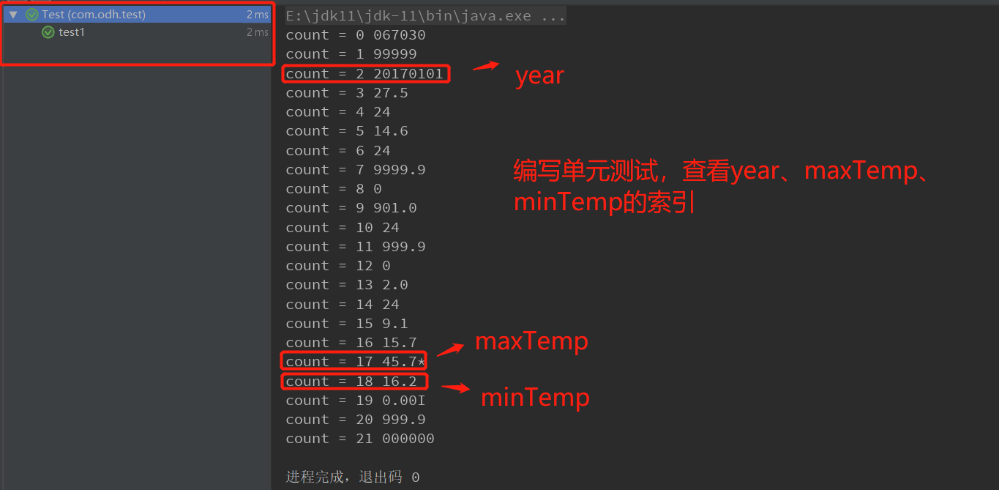 Test (com.odh.test) 2 ms
test1 2 ms
E:\jdk11\jdk-11\bin\java.exe ...
count = 0 067030
count = 1 99999
count = 2 20170101
year
count = 3 27.5
count = 4 24
count = 5 14.6
count = 6 24
count = 7 9999.9
编写单元测试，查看year、maxTemp、
count = 8 0
minTemp的索引
count = 9 901.0
count = 10 24
count = 11 999.9
count = 12 0
count = 13 2.0
count = 14 24
count = 15 9.1
count = 16 15.7
maxTemp
count = 17 45.7*
count = 18 16.2
minTemp
count = 19 0.00I
count = 20 999.9
count = 21 000000
进程完成．退出码 0